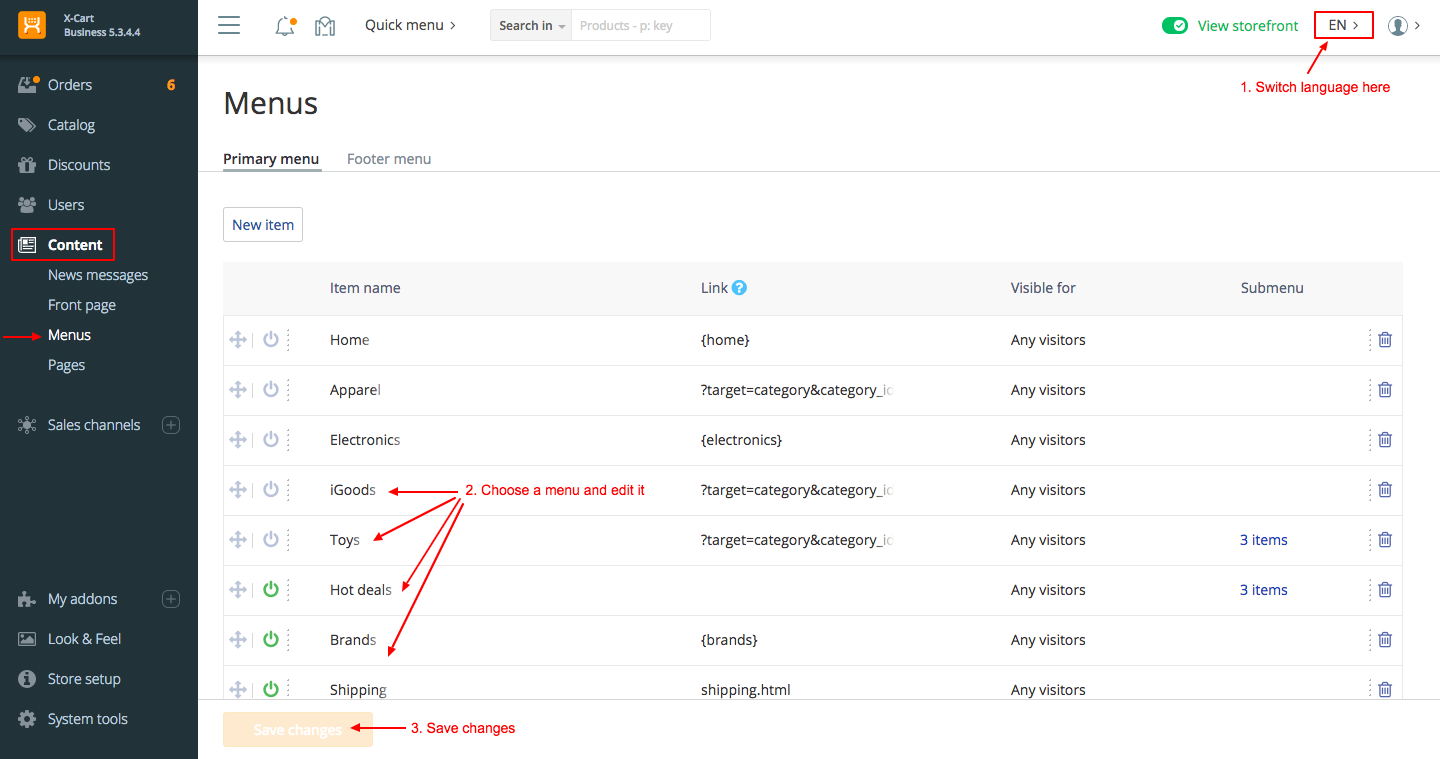 X-Cart
Business 5.3.4.4
Quick menu
Search in
Products - p: key
View storefront
EN
1. Switch language here
Orders
6
Catalog
Discounts
Users
Content
News messages
Front page
Menus
Pages
Sales channels
My addons
Look & Feel
Store setup
System tools
Menus
Primary menu
Footer menu
New item
Item name Link ? Visible for Submenu
Home {home} Any visitors
Apparel ?target=category&category_id Any visitors
Electronics {electronics} Any visitors
iGoods ?target=category&category_id Any visitors
2. Choose a menu and edit it
Toys ?target=category&category_id Any visitors 3 items
Hot deals Any visitors 3 items
Brands {brands} Any visitors
Shipping shipping.html Any visitors
Save changes
3. Save changes